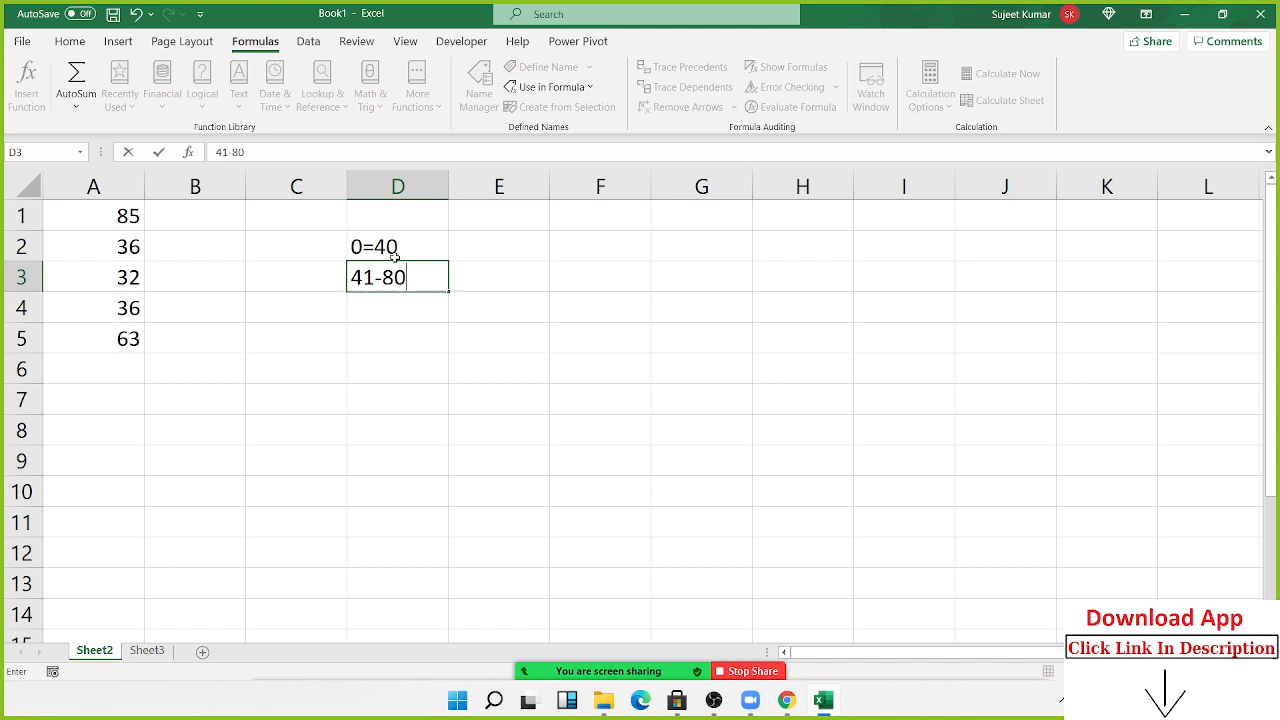 AutoSave Off Book1 - Excel Search Sujeet Kumar SK
File Home Insert Page Layout Formulas Data Review View Developer Help Power Pivot Share Comments
Insert Function
AutoSum
Recently Used
Financial
Logical
Text
Date & Time
Lookup & Reference
Math & Trig
More Functions
Function Library
Name Manager
Define Name
Use in Formula
Create from Selection
Defined Names
Trace Precedents
Trace Dependents
Remove Arrows
Show Formulas
Error Checking
Evaluate Formula
Formula Auditing
Watch Window
Calculation Options
Calculate Now
Calculate Sheet
Calculation
D3 fx 41-80
A B C D E F G H I J K L
1 85
2 36 0=40
3 32 41-80
4 36
5 63
6
7
8
9
10
11
12
13
14
15
Sheet2 Sheet3
Enter
You are screen sharing Stop Share
Download App
Click Link In Description